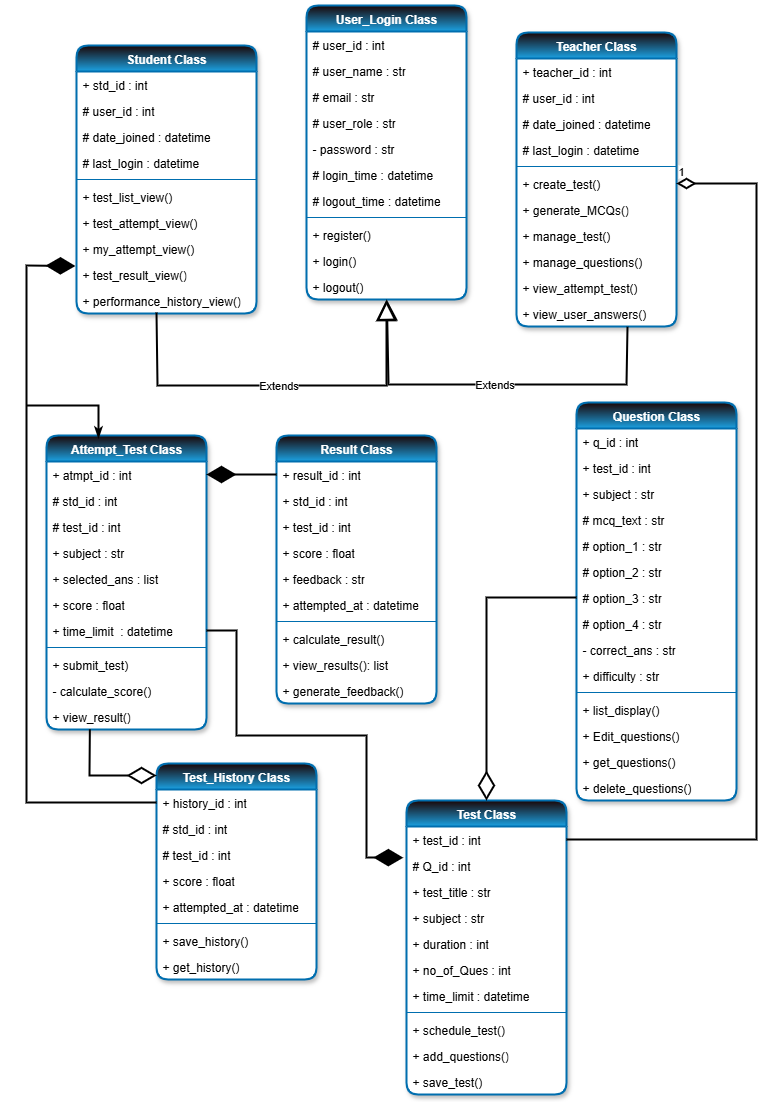 User_Login Class
# user_id : int
# user_name : str
# email : str
# user_role : str
- password : str
# login_time : datetime
# logout_time : datetime
+ register()
+ login()
+ logout()
Student Class
+ std_id : int
# user_id : int
# date_joined : datetime
# last_login : datetime
+ test_list_view()
+ test_attempt_view()
+ my_attempt_view()
+ test_result_view()
+ performance_history_view()
Teacher Class
+ teacher_id : int
# user_id : int
# date_joined : datetime
# last_login : datetime
+ create_test()
+ generate_MCQs()
+ manage_test()
+ manage_questions()
+ view_attempt_test()
+ view_user_answers()
1
Extends
Extends
Attempt_Test Class
+ atmpt_id : int
# std_id : int
# test_id : int
+ subject : str
+ selected_ans : list
+ score : float
+ time_limit  : datetime
+ submit_test)
- calculate_score()
+ view_result()
Result Class
+ result_id : int
+ std_id : int
+ test_id : int
+ score : float
+ feedback : str
+ attempted_at : datetime
+ calculate_result()
+ view_results(): list
+ generate_feedback()
Question Class
+ q_id : int
+ test_id : int
+ subject : str
# mcq_text : str
# option_1 : str
# option_2 : str
# option_3 : str
# option_4 : str
- correct_ans : str
+ difficulty : str
+ list_display()
+ Edit_questions()
+ get_questions()
+ delete_questions()
Test_History Class
+ history_id : int
# std_id : int
# test_id : int
+ score : float
+ attempted_at : datetime
+ save_history()
+ get_history()
Test Class
+ test_id : int
# Q_id : int
+ test_title : str
+ subject : str
+ duration : int
+ no_of_Ques : int
+ time_limit : datetime
+ schedule_test()
+ add_questions()
+ save_test()